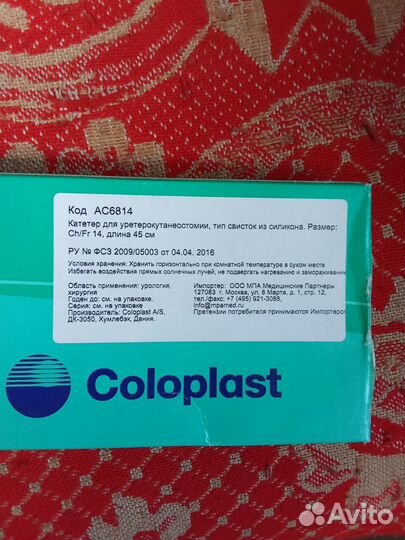 Код AC6814
Катетер для уретерокутанеостомии, тип свисток из силикона. Размер:
Ch/Fr 14, длина 45 см
РУ № ФСЗ 2009/05003 от 04.04. 2016
Условия хранения: Хранить горизонтально при комнатной температуре в сухом месте.
Избегать воздействия прямых солнечных лучей, не подвергать нагреванию и замораживанию
Область применения: урология,
хирургия
Годен до: см. на упаковке.
Серия: см. на упаковке
Производитель: Coloplast A/S,
ДК-3050, Хумлебэк, Дания.
Импортер: ООО МПА Медицинские Партнеры
127083 г. Москва, ул. 8 Марта, д. 1, стр. 12,
тел./факс: +7 (495) 921-3088,
info@mpamed.ru
Претензии потребителя принимаются Импортером
Coloplast
Avito